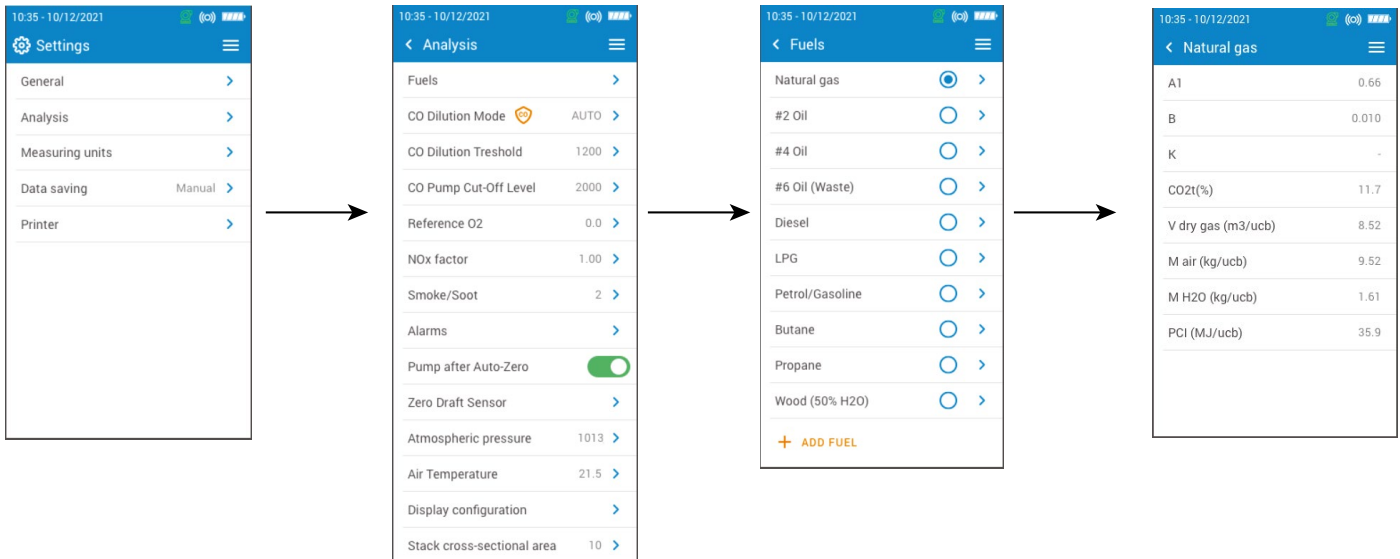 10:35 - 10/12/2021
Settings
General
Analysis
Measuring units
Data saving Manual
Printer
10:35 - 10/12/2021
Analysis
Fuels
CO Dilution Mode CO AUTO
CO Dilution Treshold 1200
CO Pump Cut-Off Level 2000
Reference O2 0.0
NOx factor 1.00
Smoke/Soot 2
Alarms
Pump after Auto-Zero
Zero Draft Sensor
Atmospheric pressure 1013
Air Temperature 21.5
Display configuration
Stack cross-sectional area 10
10:35 - 10/12/2021
Fuels
Natural gas
#2 Oil
#4 Oil
#6 Oil (Waste)
Diesel
LPG
Petrol/Gasoline
Butane
Propane
Wood (50% H2O)
+ ADD FUEL
10:35 - 10/12/2021
Natural gas
A1 0.66
B 0.010
K -
CO2t(%) 11.7
V dry gas (m3/ucb) 8.52
M air (kg/ucb) 9.52
M H2O (kg/ucb) 1.61
PCI (MJ/ucb) 35.9